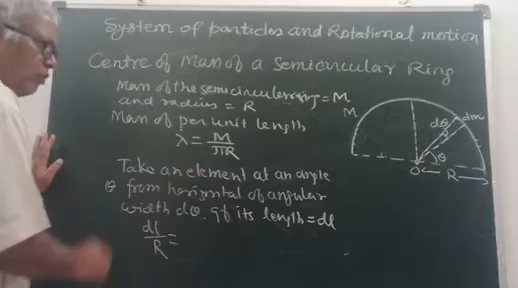 System of particles and Rotational motion
Centre of Mass of a Semicircular Ring
Mass of the semicircular ring = M
and radius = R
Mass of per unit length
λ = M/πR
Take an element at an angle
θ from horizontal of angular
width dθ. If its length = dl
dl/R =
M
dθ
dm
θ
O
R